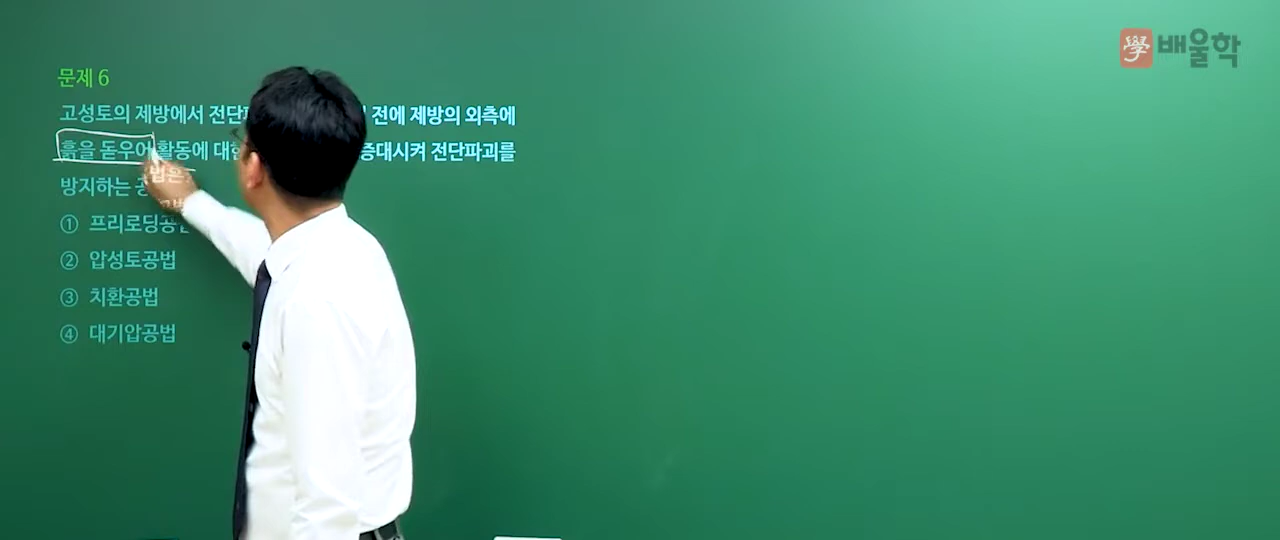 學 배울학
문제 6
고성토의 제방에서 전단 전에 제방의 외측에
흙을 돋우어 활동에 대 증대시켜 전단파괴를
방지하는 법은
① 프리로딩공법
② 압성토공법
③ 치환공법
④ 대기압공법